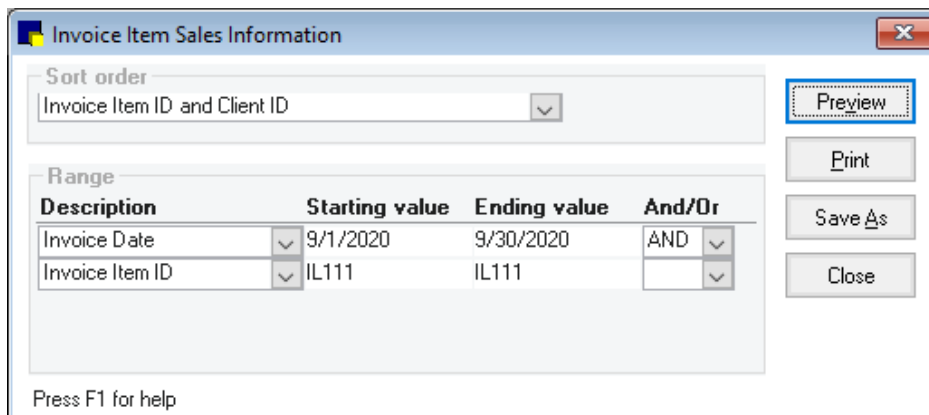 Invoice Item Sales Information
Sort order
Invoice Item ID and Client ID
Preview
Print
Save As
Close
Range
Description Starting value Ending value And/Or
Invoice Date 9/1/2020 9/30/2020 AND
Invoice Item ID IL111 IL111
Press F1 for help